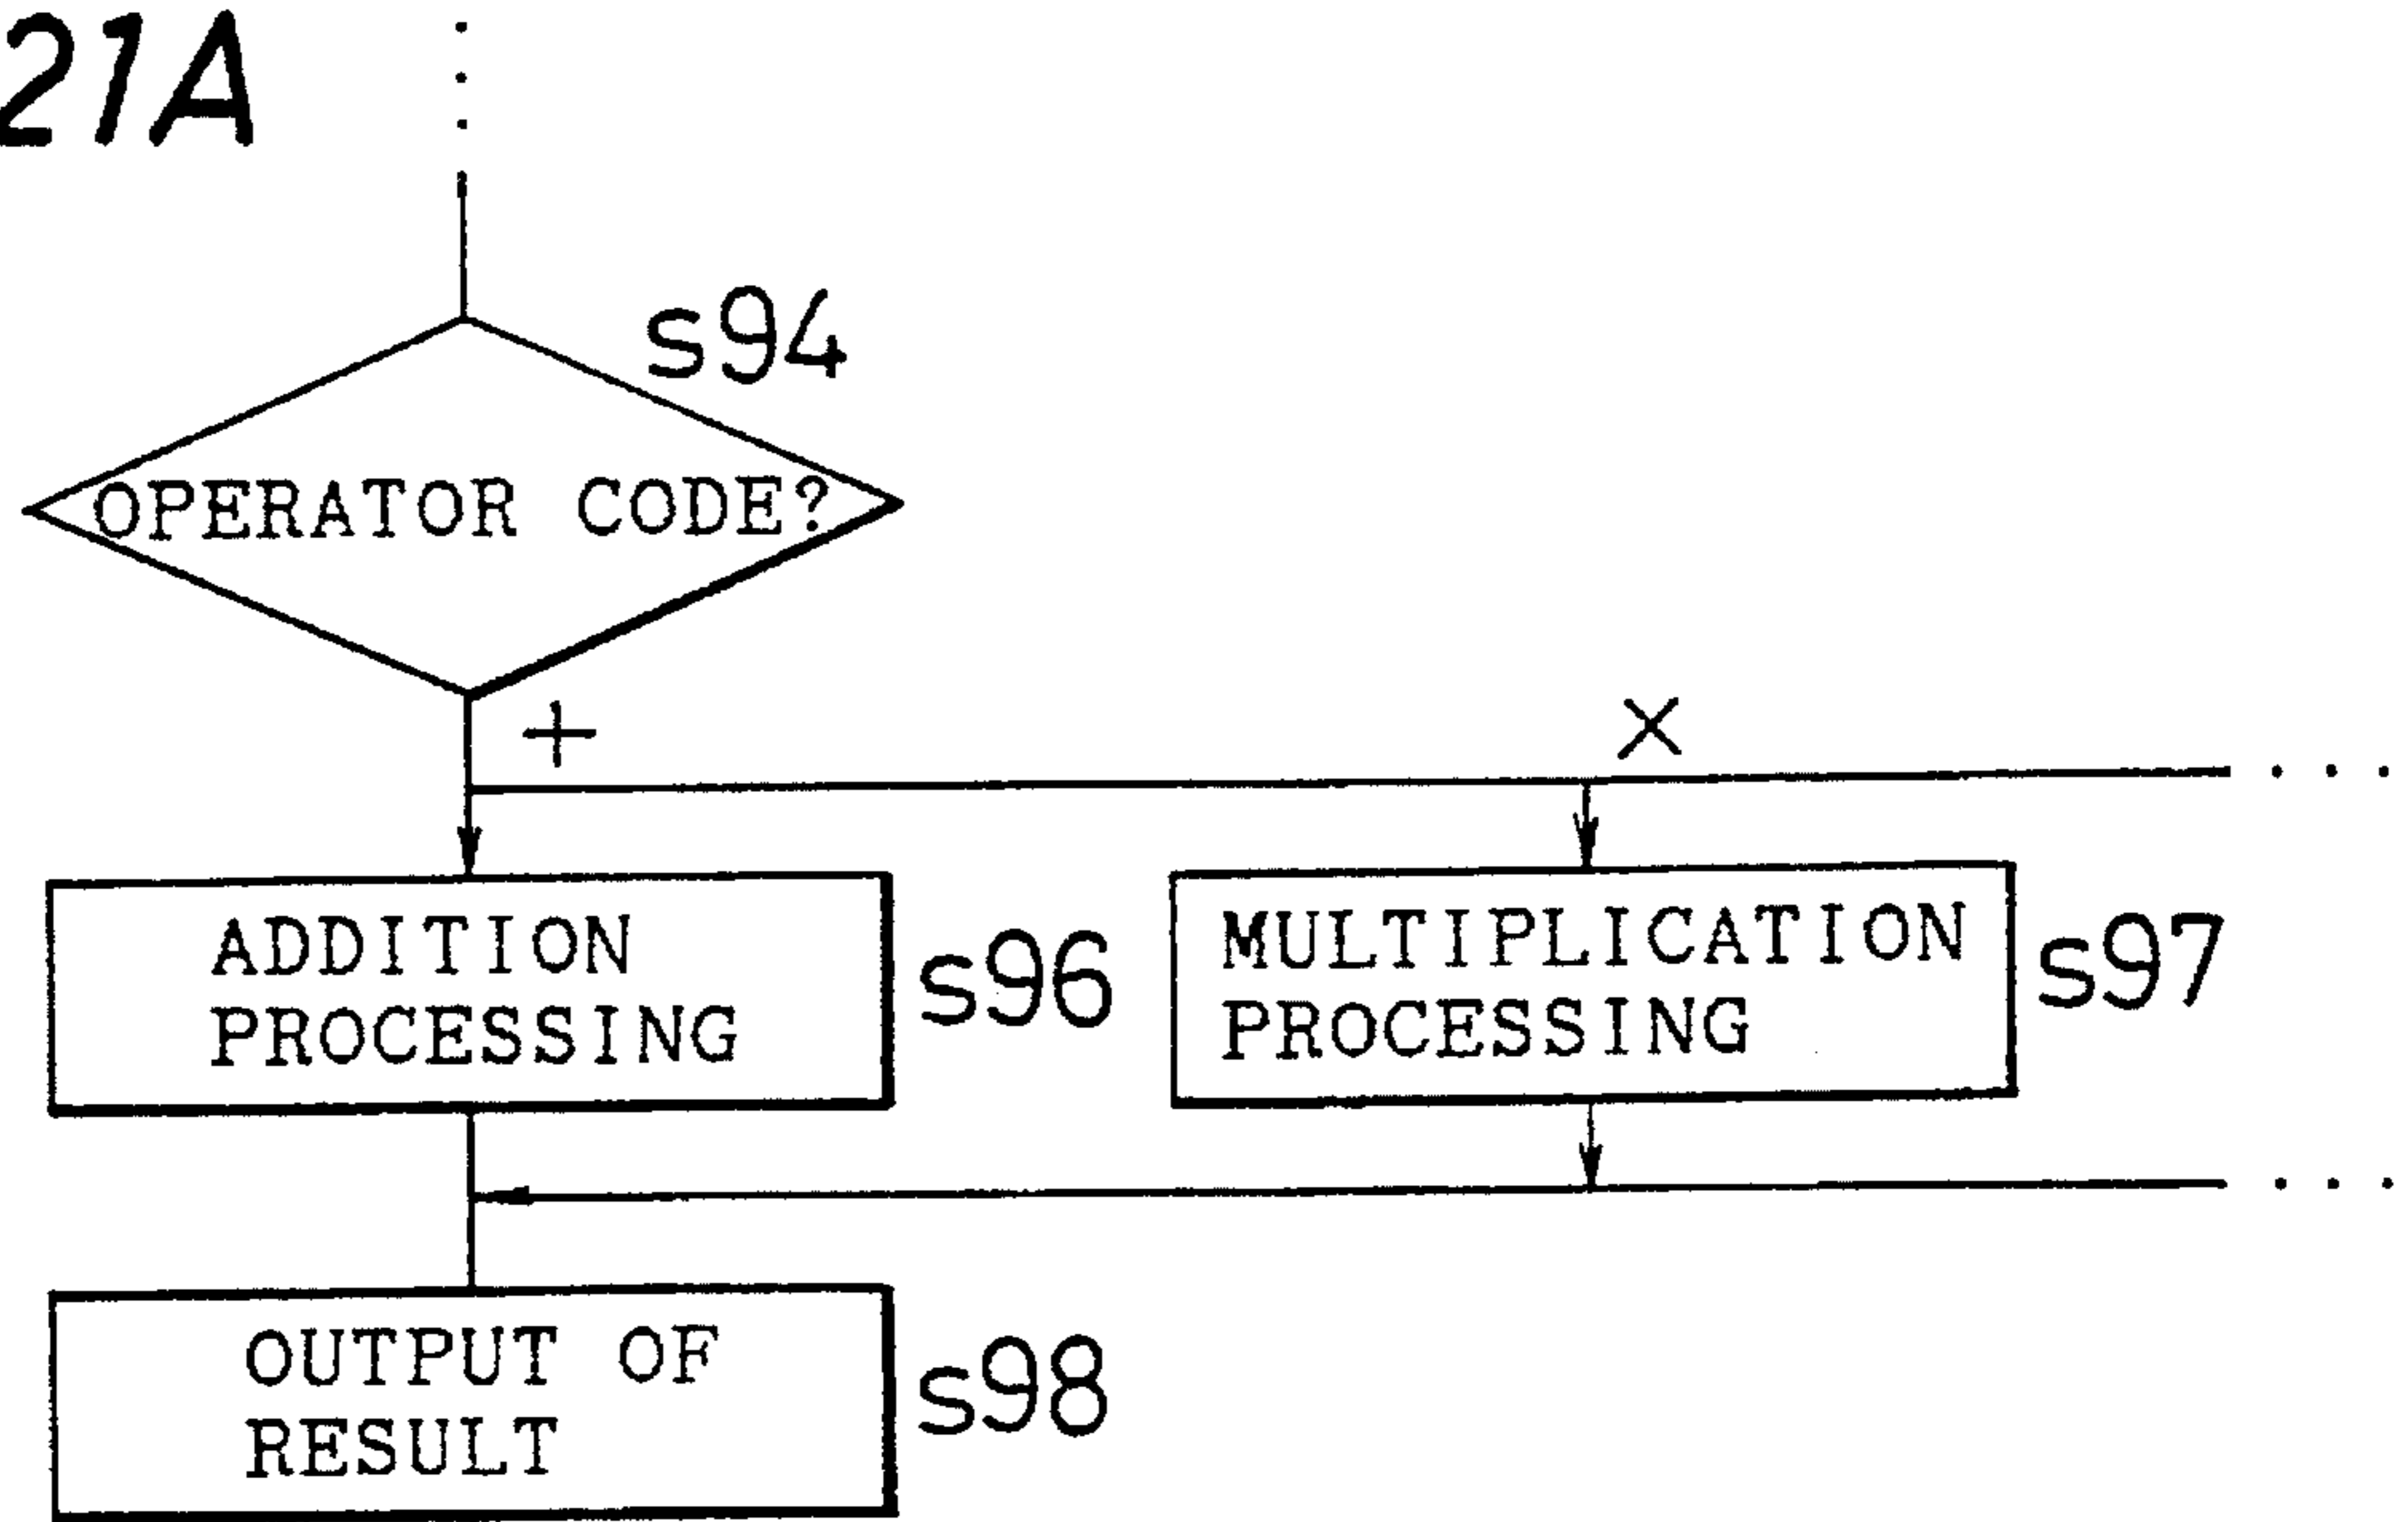 21A
s94
OPERATOR CODE?
+
×
ADDITION
PROCESSING
s96
MULTIPLICATION
PROCESSING
s97
OUTPUT OF
RESULT
s98